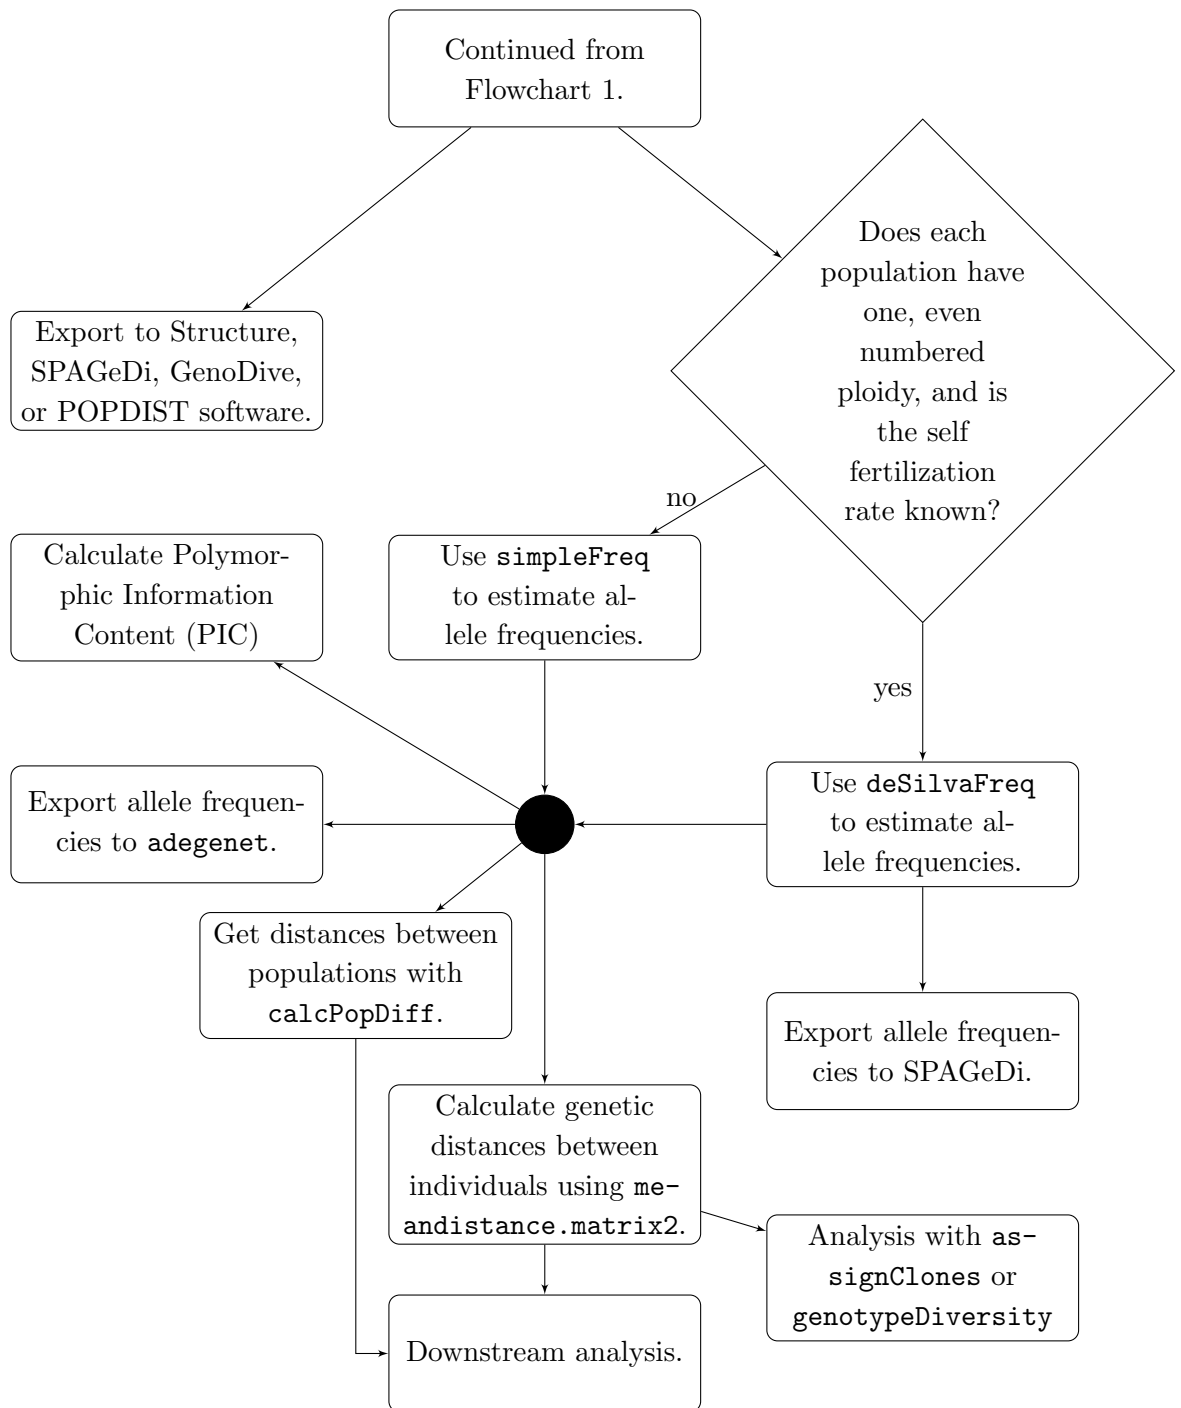 Continued from
Flowchart 1.
Does each
population have
one, even
numbered
ploidy, and is
the self
fertilization
rate known?
Export to Structure,
SPAGeDi, GenoDive,
or POPDIST software.
no
Calculate Polymor-
phic Information
Content (PIC)
Use simpleFreq
to estimate al-
lele frequencies.
yes
Export allele frequen-
cies to adegenet.
Use deSilvaFreq
to estimate al-
lele frequencies.
Get distances between
populations with
calcPopDiff.
Export allele frequen-
cies to SPAGeDi.
Calculate genetic
distances between
individuals using me-
andistance.matrix2.
Analysis with as-
signClones or
genotypeDiversity
Downstream analysis.